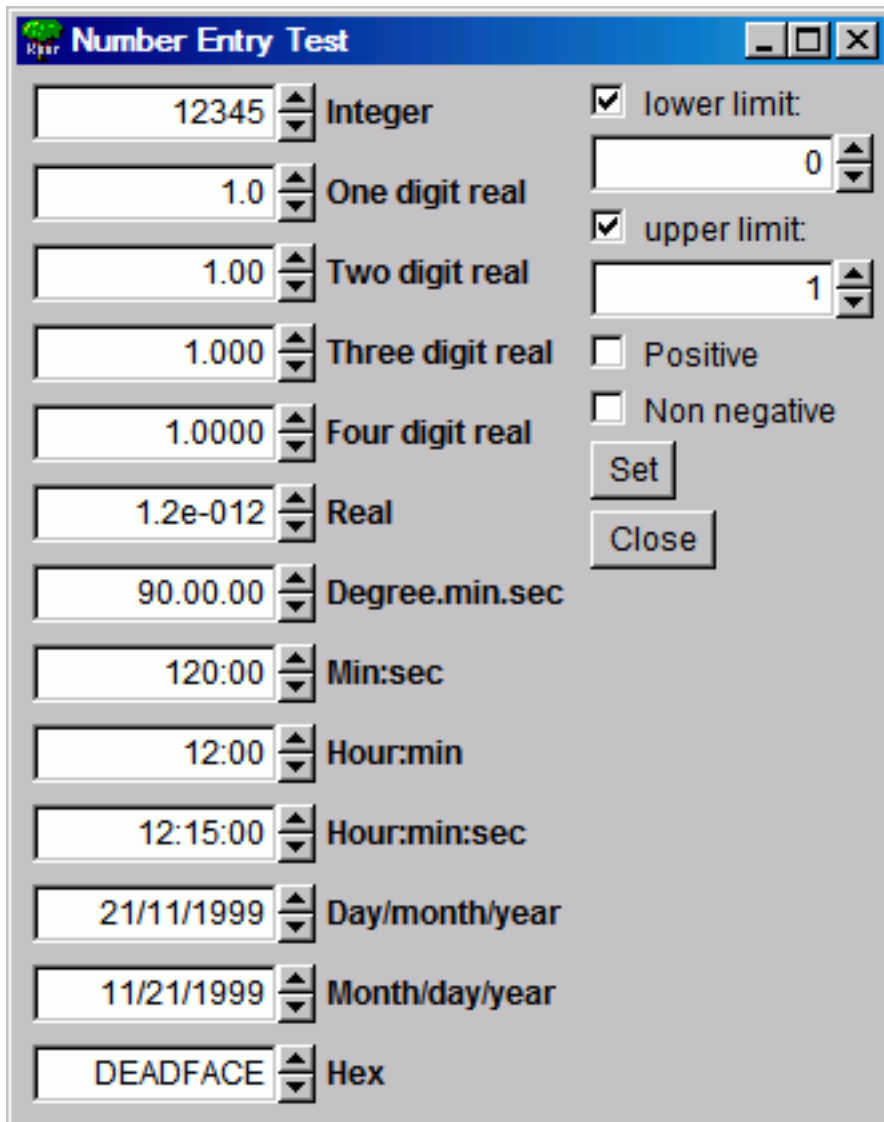 Number Entry Test
12345 Integer
1.0 One digit real
1.00 Two digit real
1.000 Three digit real
1.0000 Four digit real
1.2e-012 Real
90.00.00 Degree.min.sec
120:00 Min:sec
12:00 Hour:min
12:15:00 Hour:min:sec
21/11/1999 Day/month/year
11/21/1999 Month/day/year
DEADFACE Hex
lower limit:
0
upper limit:
1
Positive
Non negative
Set
Close